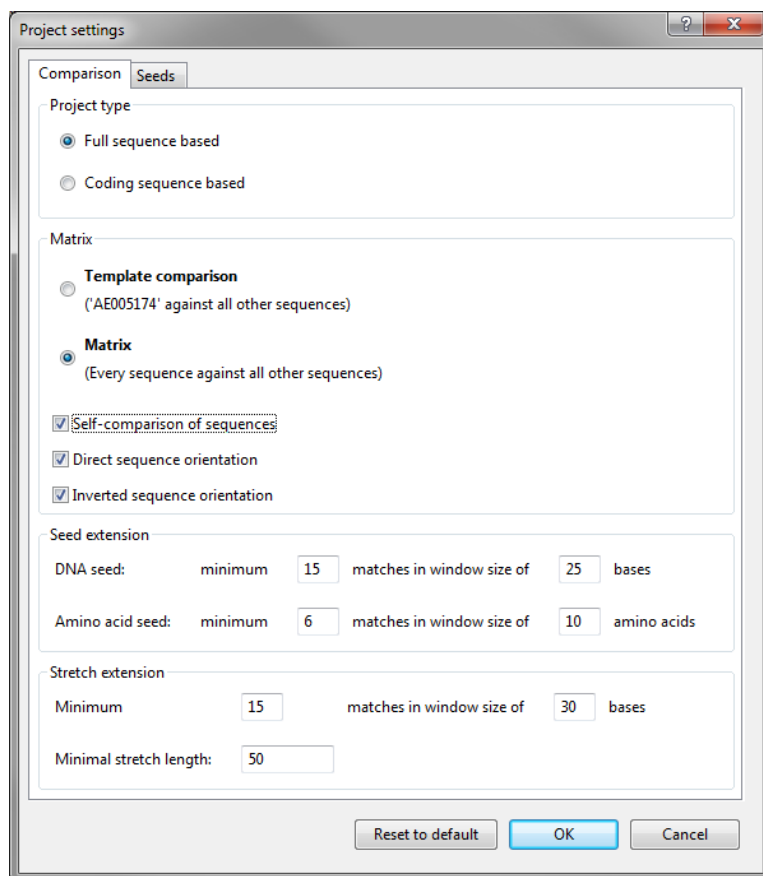 Project settings
?
Comparison Seeds
Project type
Full sequence based
Coding sequence based
Matrix
Template comparison
('AE005174' against all other sequences)
Matrix
(Every sequence against all other sequences)
Self-comparison of sequences
Direct sequence orientation
Inverted sequence orientation
Seed extension
DNA seed: minimum 15 matches in window size of 25 bases
Amino acid seed: minimum 6 matches in window size of 10 amino acids
Stretch extension
Minimum 15 matches in window size of 30 bases
Minimal stretch length: 50
Reset to default OK Cancel